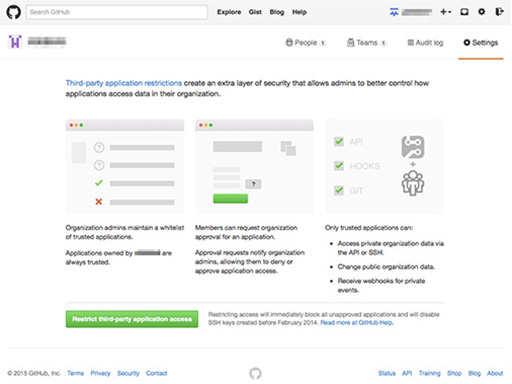 Search GitHub
Explore Gist Blog Help
People 1 Teams 1 Audit log Settings
Third-party application restrictions create an extra layer of security that allows admins to better control how
applications access data in their organization.
?
?
?
API
HOOKS
GIT
Organization admins maintain a whitelist
of trusted applications.
Applications owned by are
always trusted.
Members can request organization
approval for an application.
Approval requests notify organization
admins, allowing them to deny or
approve application access.
Only trusted applications can:
Access private organization data via
the API or SSH.
Change public organization data.
Receive webhooks for private
events.
Restrict third-party application access
Restricting access will immediately block all unapproved applications and will disable
SSH keys created before February 2014. Read more at GitHub Help.
© 2015 GitHub, Inc. Terms Privacy Security Contact
Status API Training Shop Blog About